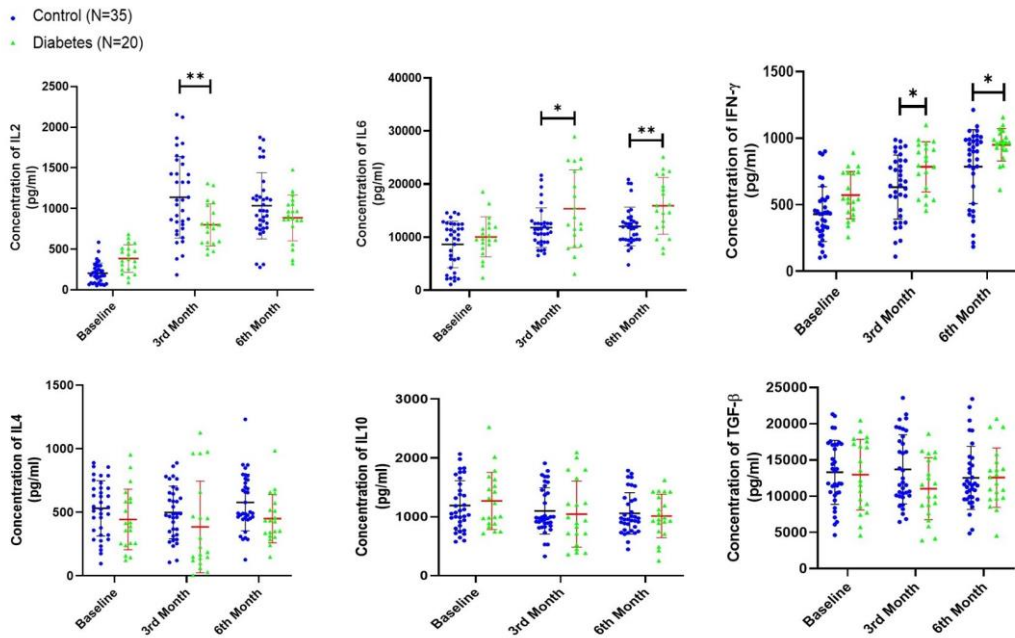 Control (N=35)
Diabetes (N=20)
Concentration of IL2
(pg/ml)
2500
2000
1500
1000
500
0
**
Baseline
3rd Month
6th Month
Concentration of IL6
(pg/ml)
40000
30000
20000
10000
0
*
**
Baseline
3rd Month
6th Month
Concentration of IFN-γ
(pg/ml)
1500
1000
500
0
*
*
Baseline
3rd Month
6th Month
Concentration of IL4
(pg/ml)
1500
1000
500
0
Baseline
3rd Month
6th Month
Concentration of IL10
(pg/ml)
3000
2000
1000
0
Baseline
3rd Month
6th Month
Concentration of TGF-β
(pg/ml)
25000
20000
15000
10000
5000
0
Baseline
3rd Month
6th Month